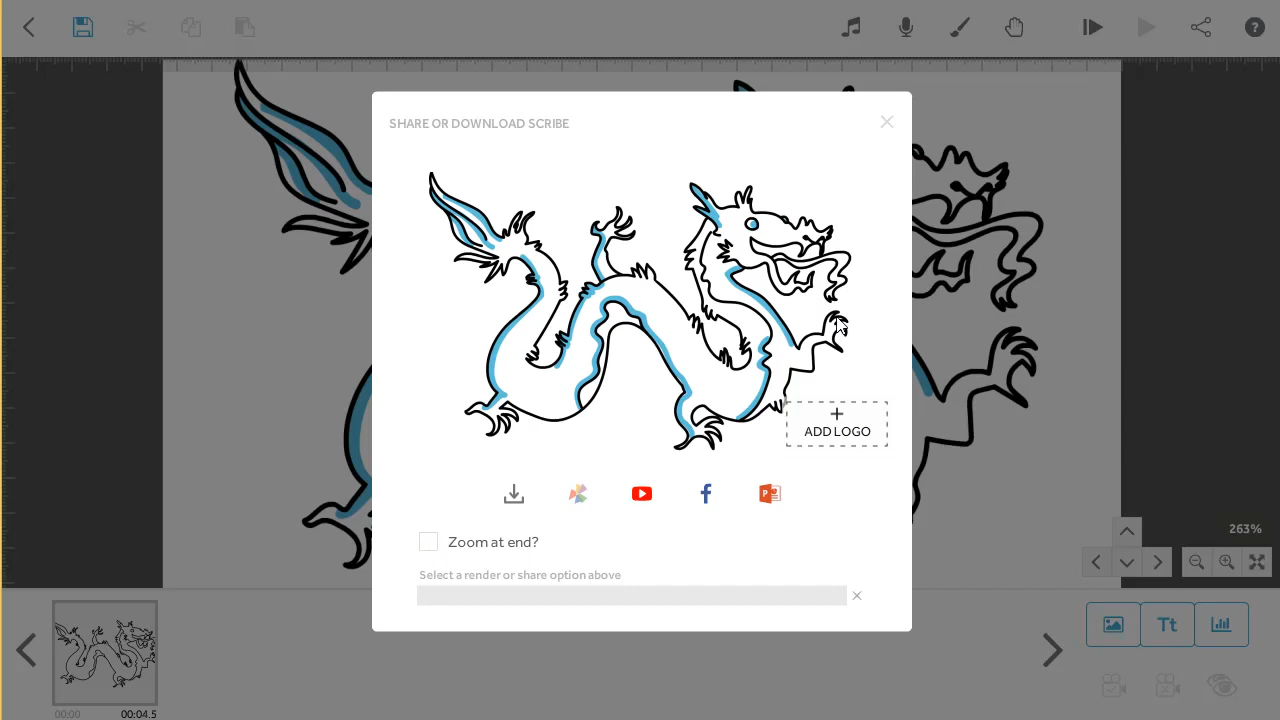 SHARE OR DOWNLOAD SCRIBE
+
ADD LOGO
Zoom at end?
Select a render or share option above
263%
Tt
00:00
00:04.5